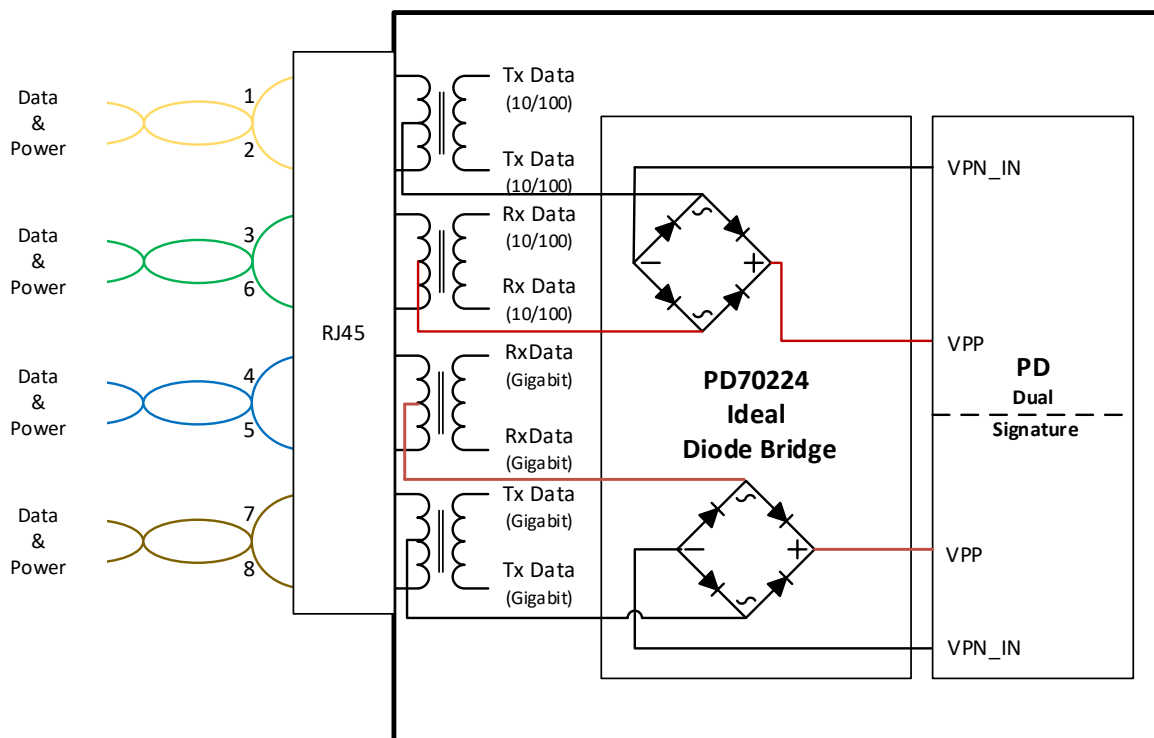 Data
&
Power
1
2
Data
&
Power
3
6
Data
&
Power
4
5
Data
&
Power
7
8
RJ45
Tx Data
(10/100)
Tx Data
(10/100)
Rx Data
(10/100)
Rx Data
(10/100)
RxData
(Gigabit)
RxData
(Gigabit)
Tx Data
(Gigabit)
Tx Data
(Gigabit)
~
−
+
~
PD70224
Ideal
Diode Bridge
~
−
+
~
VPN_IN
VPP
PD
Dual
Signature
VPP
VPN_IN